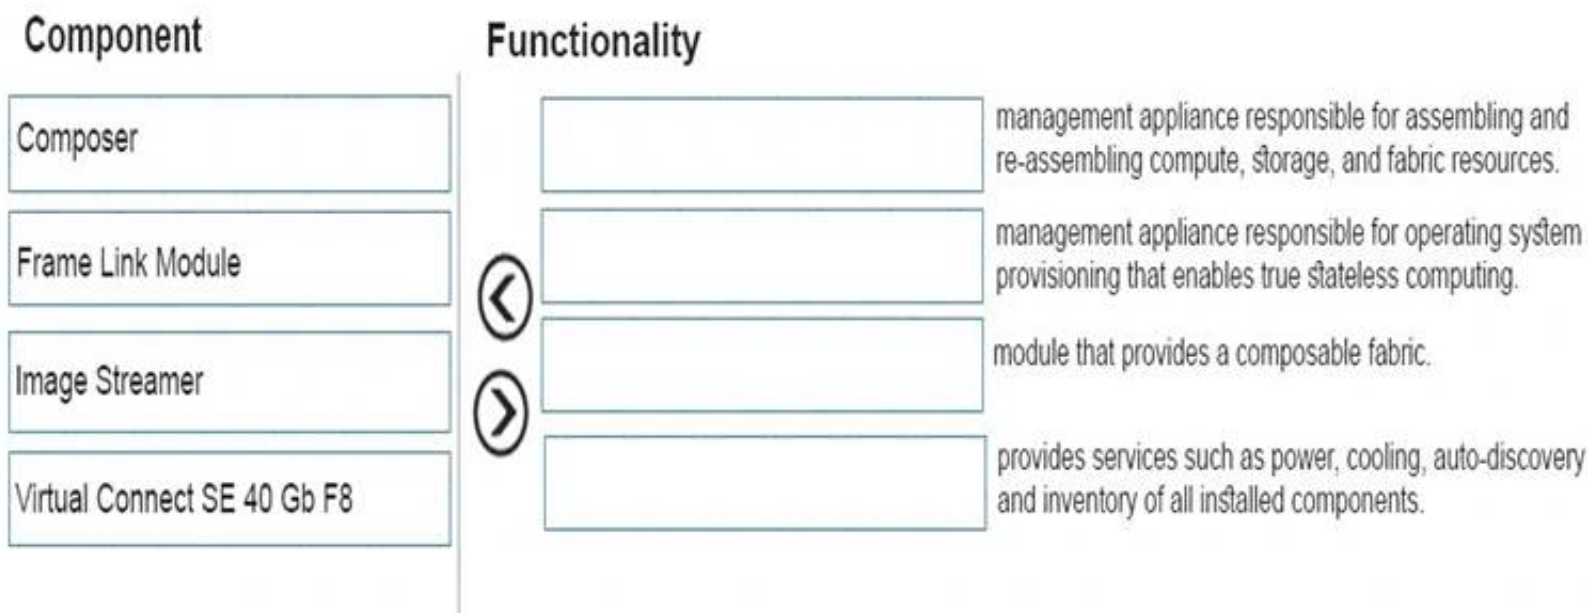 Component
Functionality
Composer
Frame Link Module
Image Streamer
Virtual Connect SE 40 Gb F8
management appliance responsible for assembling and
re-assembling compute, storage, and fabric resources.
management appliance responsible for operating system
provisioning that enables true stateless computing.
module that provides a composable fabric.
provides services such as power, cooling, auto-discovery
and inventory of all installed components.